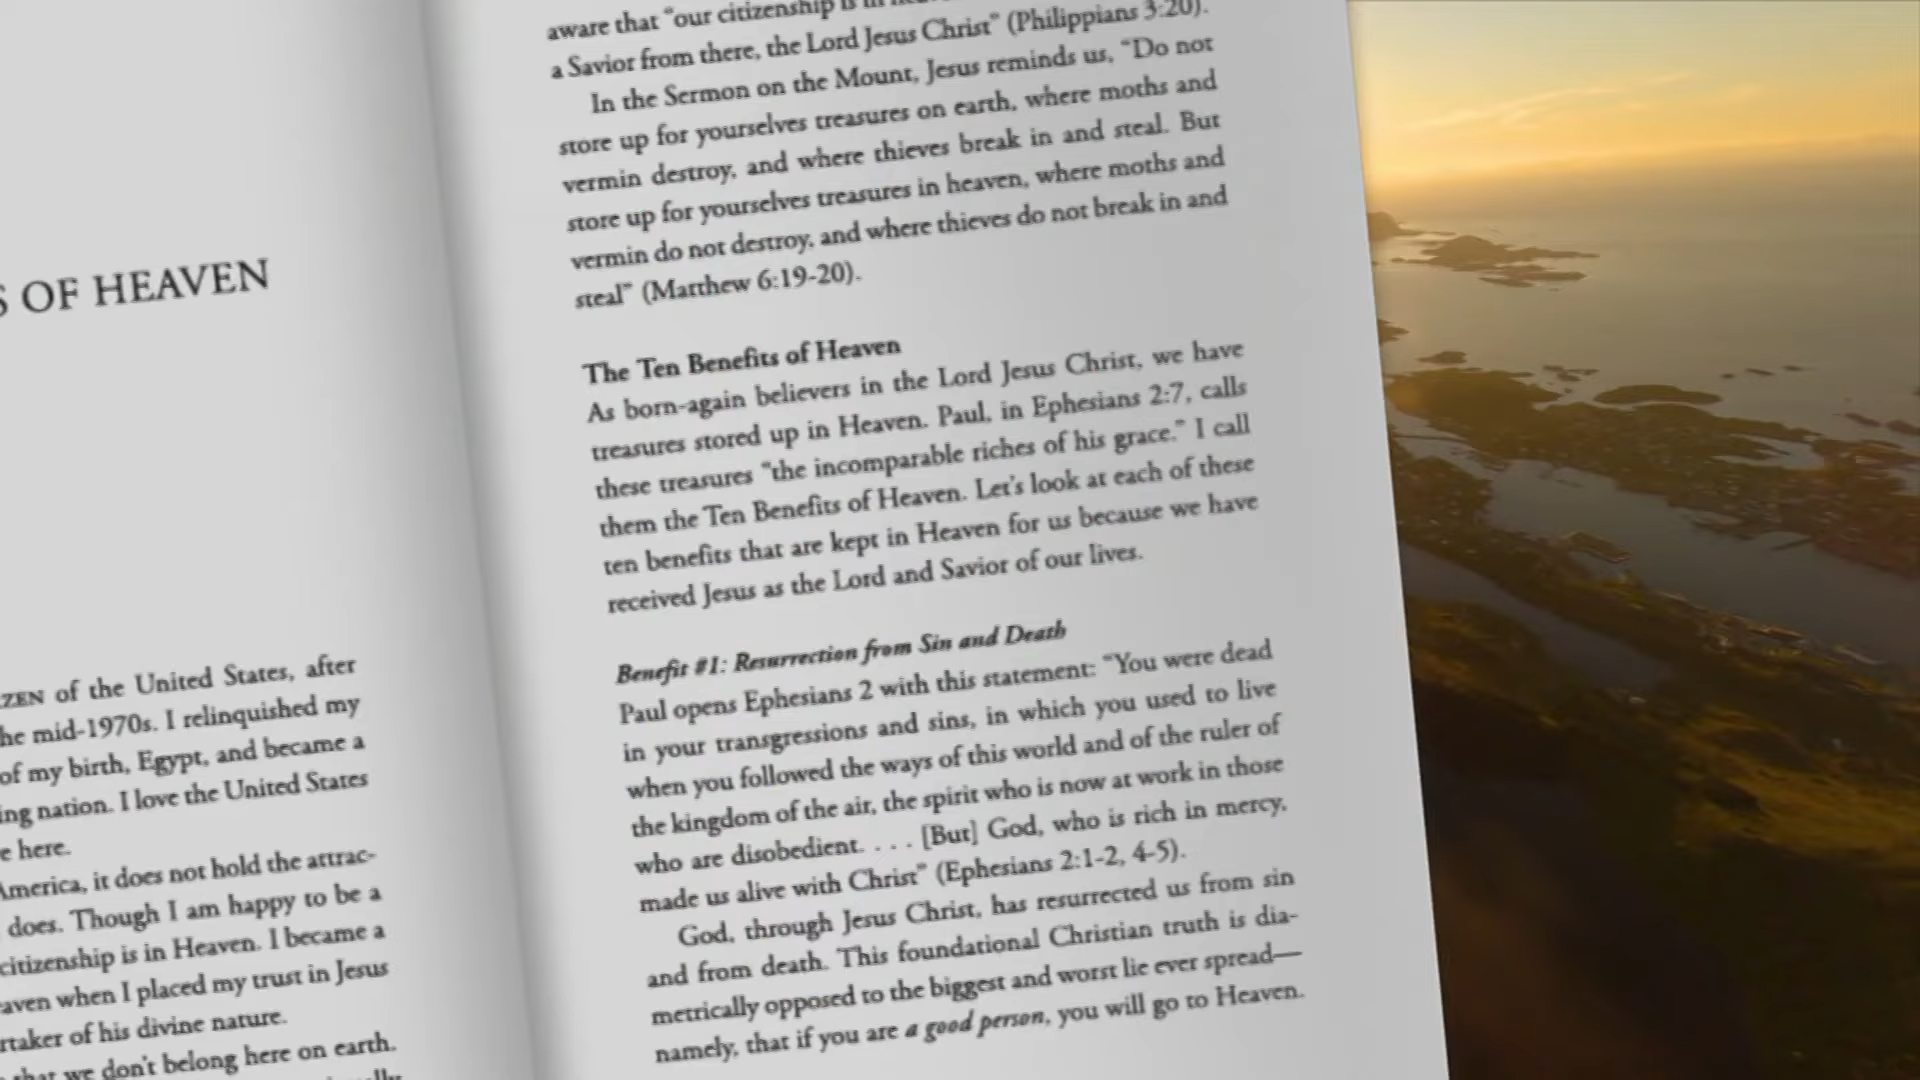 S OF HEAVEN
ZEN of the United States, after
he mid-1970s. I relinquished my
of my birth, Egypt, and became a
ing nation. I love the United States
e here.
America, it does not hold the attrac-
does. Though I am happy to be a
citizenship is in Heaven. I became a
aven when I placed my trust in Jesus
rtaker of his divine nature.
that we don't belong here on earth.
aware that "our citizenship is in
a Savior from there, the Lord Jesus Christ" (Philippians 3:20).
In the Sermon on the Mount, Jesus reminds us, "Do not
store up for yourselves treasures on earth, where moths and
vermin destroy, and where thieves break in and steal. But
store up for yourselves treasures in heaven, where moths and
vermin do not destroy, and where thieves do not break in and
steal" (Matthew 6:19-20).
The Ten Benefits of Heaven
As born-again believers in the Lord Jesus Christ, we have
treasures stored up in Heaven. Paul, in Ephesians 2:7, calls
these treasures "the incomparable riches of his grace." I call
them the Ten Benefits of Heaven. Let's look at each of these
ten benefits that are kept in Heaven for us because we have
received Jesus as the Lord and Savior of our lives.
Benefit #1: Resurrection from Sin and Death
Paul opens Ephesians 2 with this statement: "You were dead
in your transgressions and sins, in which you used to live
when you followed the ways of this world and of the ruler of
the kingdom of the air, the spirit who is now at work in those
who are disobedient. . . . [But] God, who is rich in mercy,
made us alive with Christ" (Ephesians 2:1-2, 4-5).
God, through Jesus Christ, has resurrected us from sin
and from death. This foundational Christian truth is dia-
metrically opposed to the biggest and worst lie ever spread—
namely, that if you are a good person, you will go to Heaven.